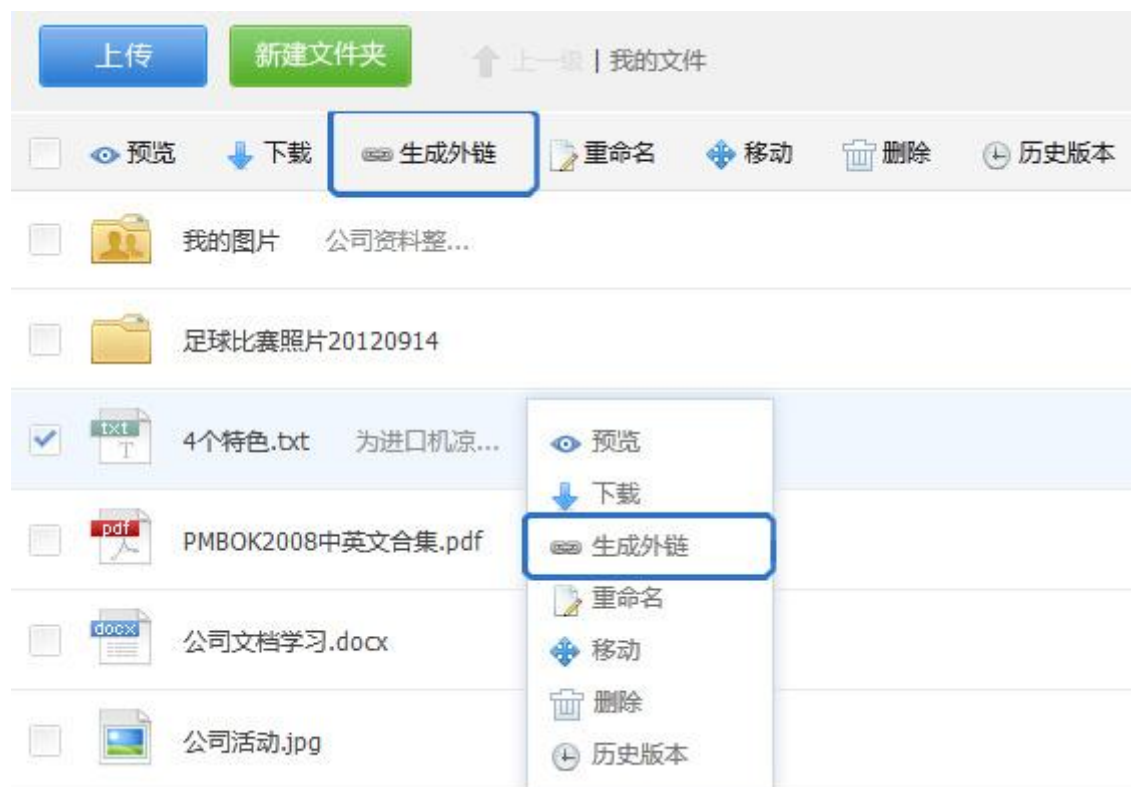 上传 新建文件夹 上一级 | 我的文件
预览 下载 生成外链 重命名 移动 删除 历史版本
我的图片 公司资料整...
足球比赛照片20120914
txt T 4个特色.txt 为进口机凉...
预览
下载
pdf PMBOK2008中英文合集.pdf
生成外链
重命名
docx 公司文档学习.docx
移动
删除
公司活动.jpg
历史版本